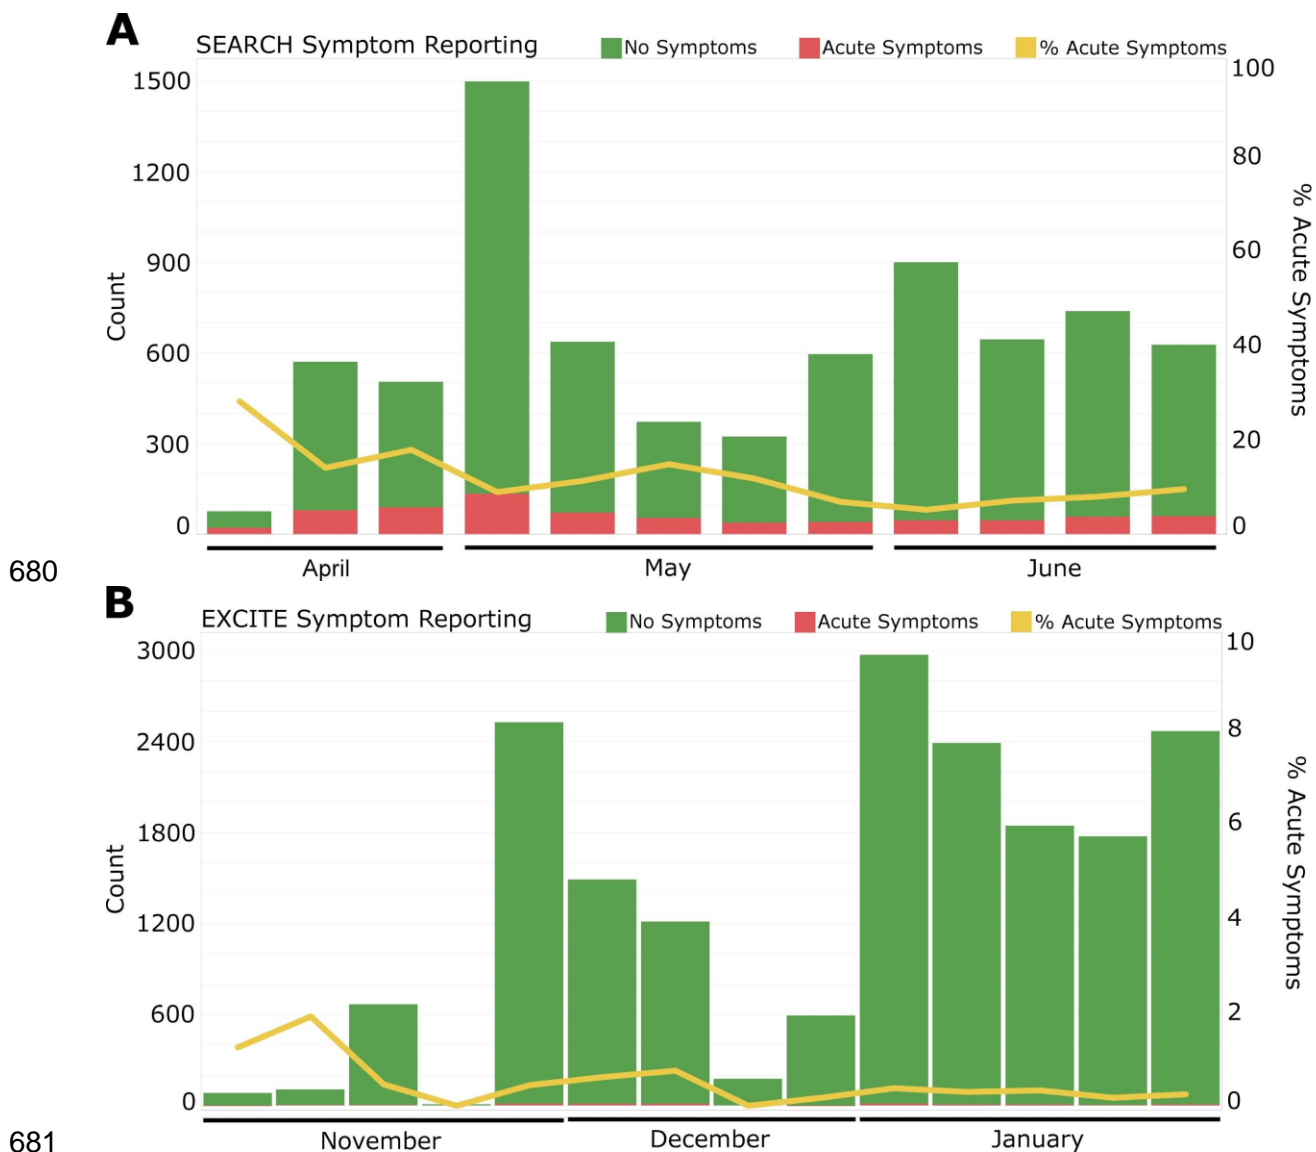 A
SEARCH Symptom Reporting
No Symptoms
Acute Symptoms
% Acute Symptoms
1500
1200
900
600
300
0
Count
100
80
60
40
20
0
% Acute Symptoms
April
May
June
680
B
EXCITE Symptom Reporting
No Symptoms
Acute Symptoms
% Acute Symptoms
3000
2400
1800
1200
600
0
Count
10
8
6
4
2
0
% Acute Symptoms
November
December
January
681